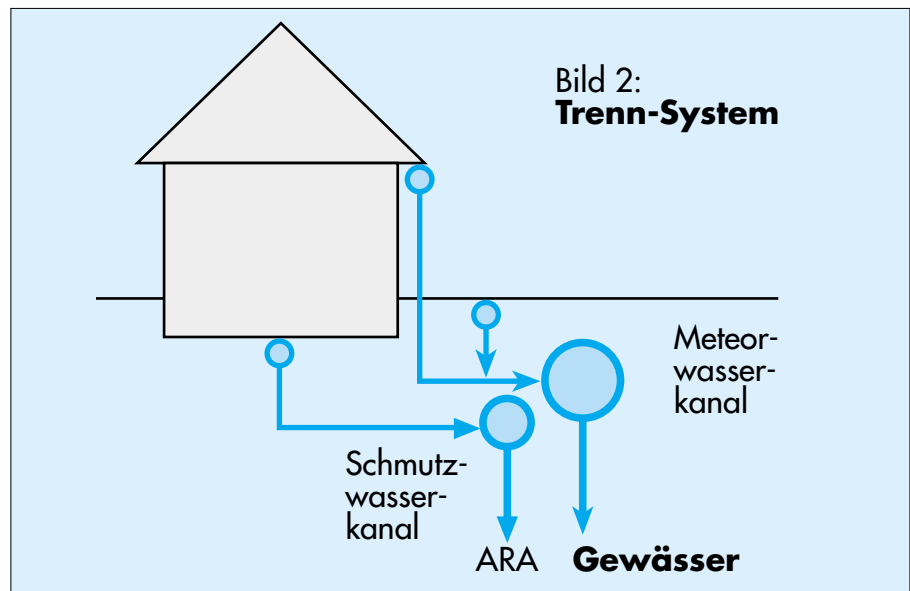 Bild 2:
Trenn-System
Meteor-
wasser-
kanal
Schmutz-
wasser-
kanal
ARA
Gewässer